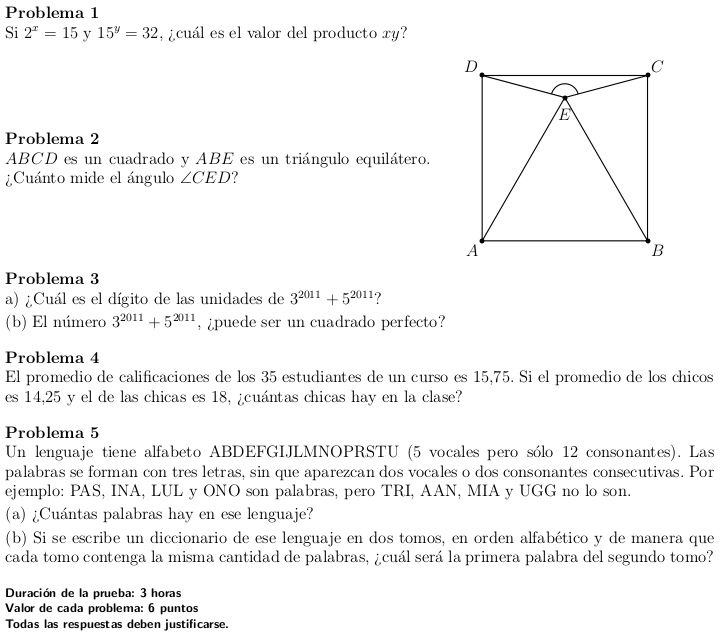 Problema 1
Si 2^x = 15 y 15^y = 32, ¿cuál es el valor del producto xy?
D
C
E
Problema 2
ABCD es un cuadrado y ABE es un triángulo equilátero.
¿Cuánto mide el ángulo ∠CED?
A
B
Problema 3
a) ¿Cuál es el dígito de las unidades de 3^2011 + 5^2011?
(b) El número 3^2011 + 5^2011, ¿puede ser un cuadrado perfecto?
Problema 4
El promedio de calificaciones de los 35 estudiantes de un curso es 15,75. Si el promedio de los chicos
es 14,25 y el de las chicas es 18, ¿cuántas chicas hay en la clase?
Problema 5
Un lenguaje tiene alfabeto ABDEFGIJLMNOPRSTU (5 vocales pero sólo 12 consonantes). Las
palabras se forman con tres letras, sin que aparezcan dos vocales o dos consonantes consecutivas. Por
ejemplo: PAS, INA, LUL y ONO son palabras, pero TRI, AAN, MIA y UGG no lo son.
(a) ¿Cuántas palabras hay en ese lenguaje?
(b) Si se escribe un diccionario de ese lenguaje en dos tomos, en orden alfabético y de manera que
cada tomo contenga la misma cantidad de palabras, ¿cuál será la primera palabra del segundo tomo?
Duración de la prueba: 3 horas
Valor de cada problema: 6 puntos
Todas las respuestas deben justificarse.